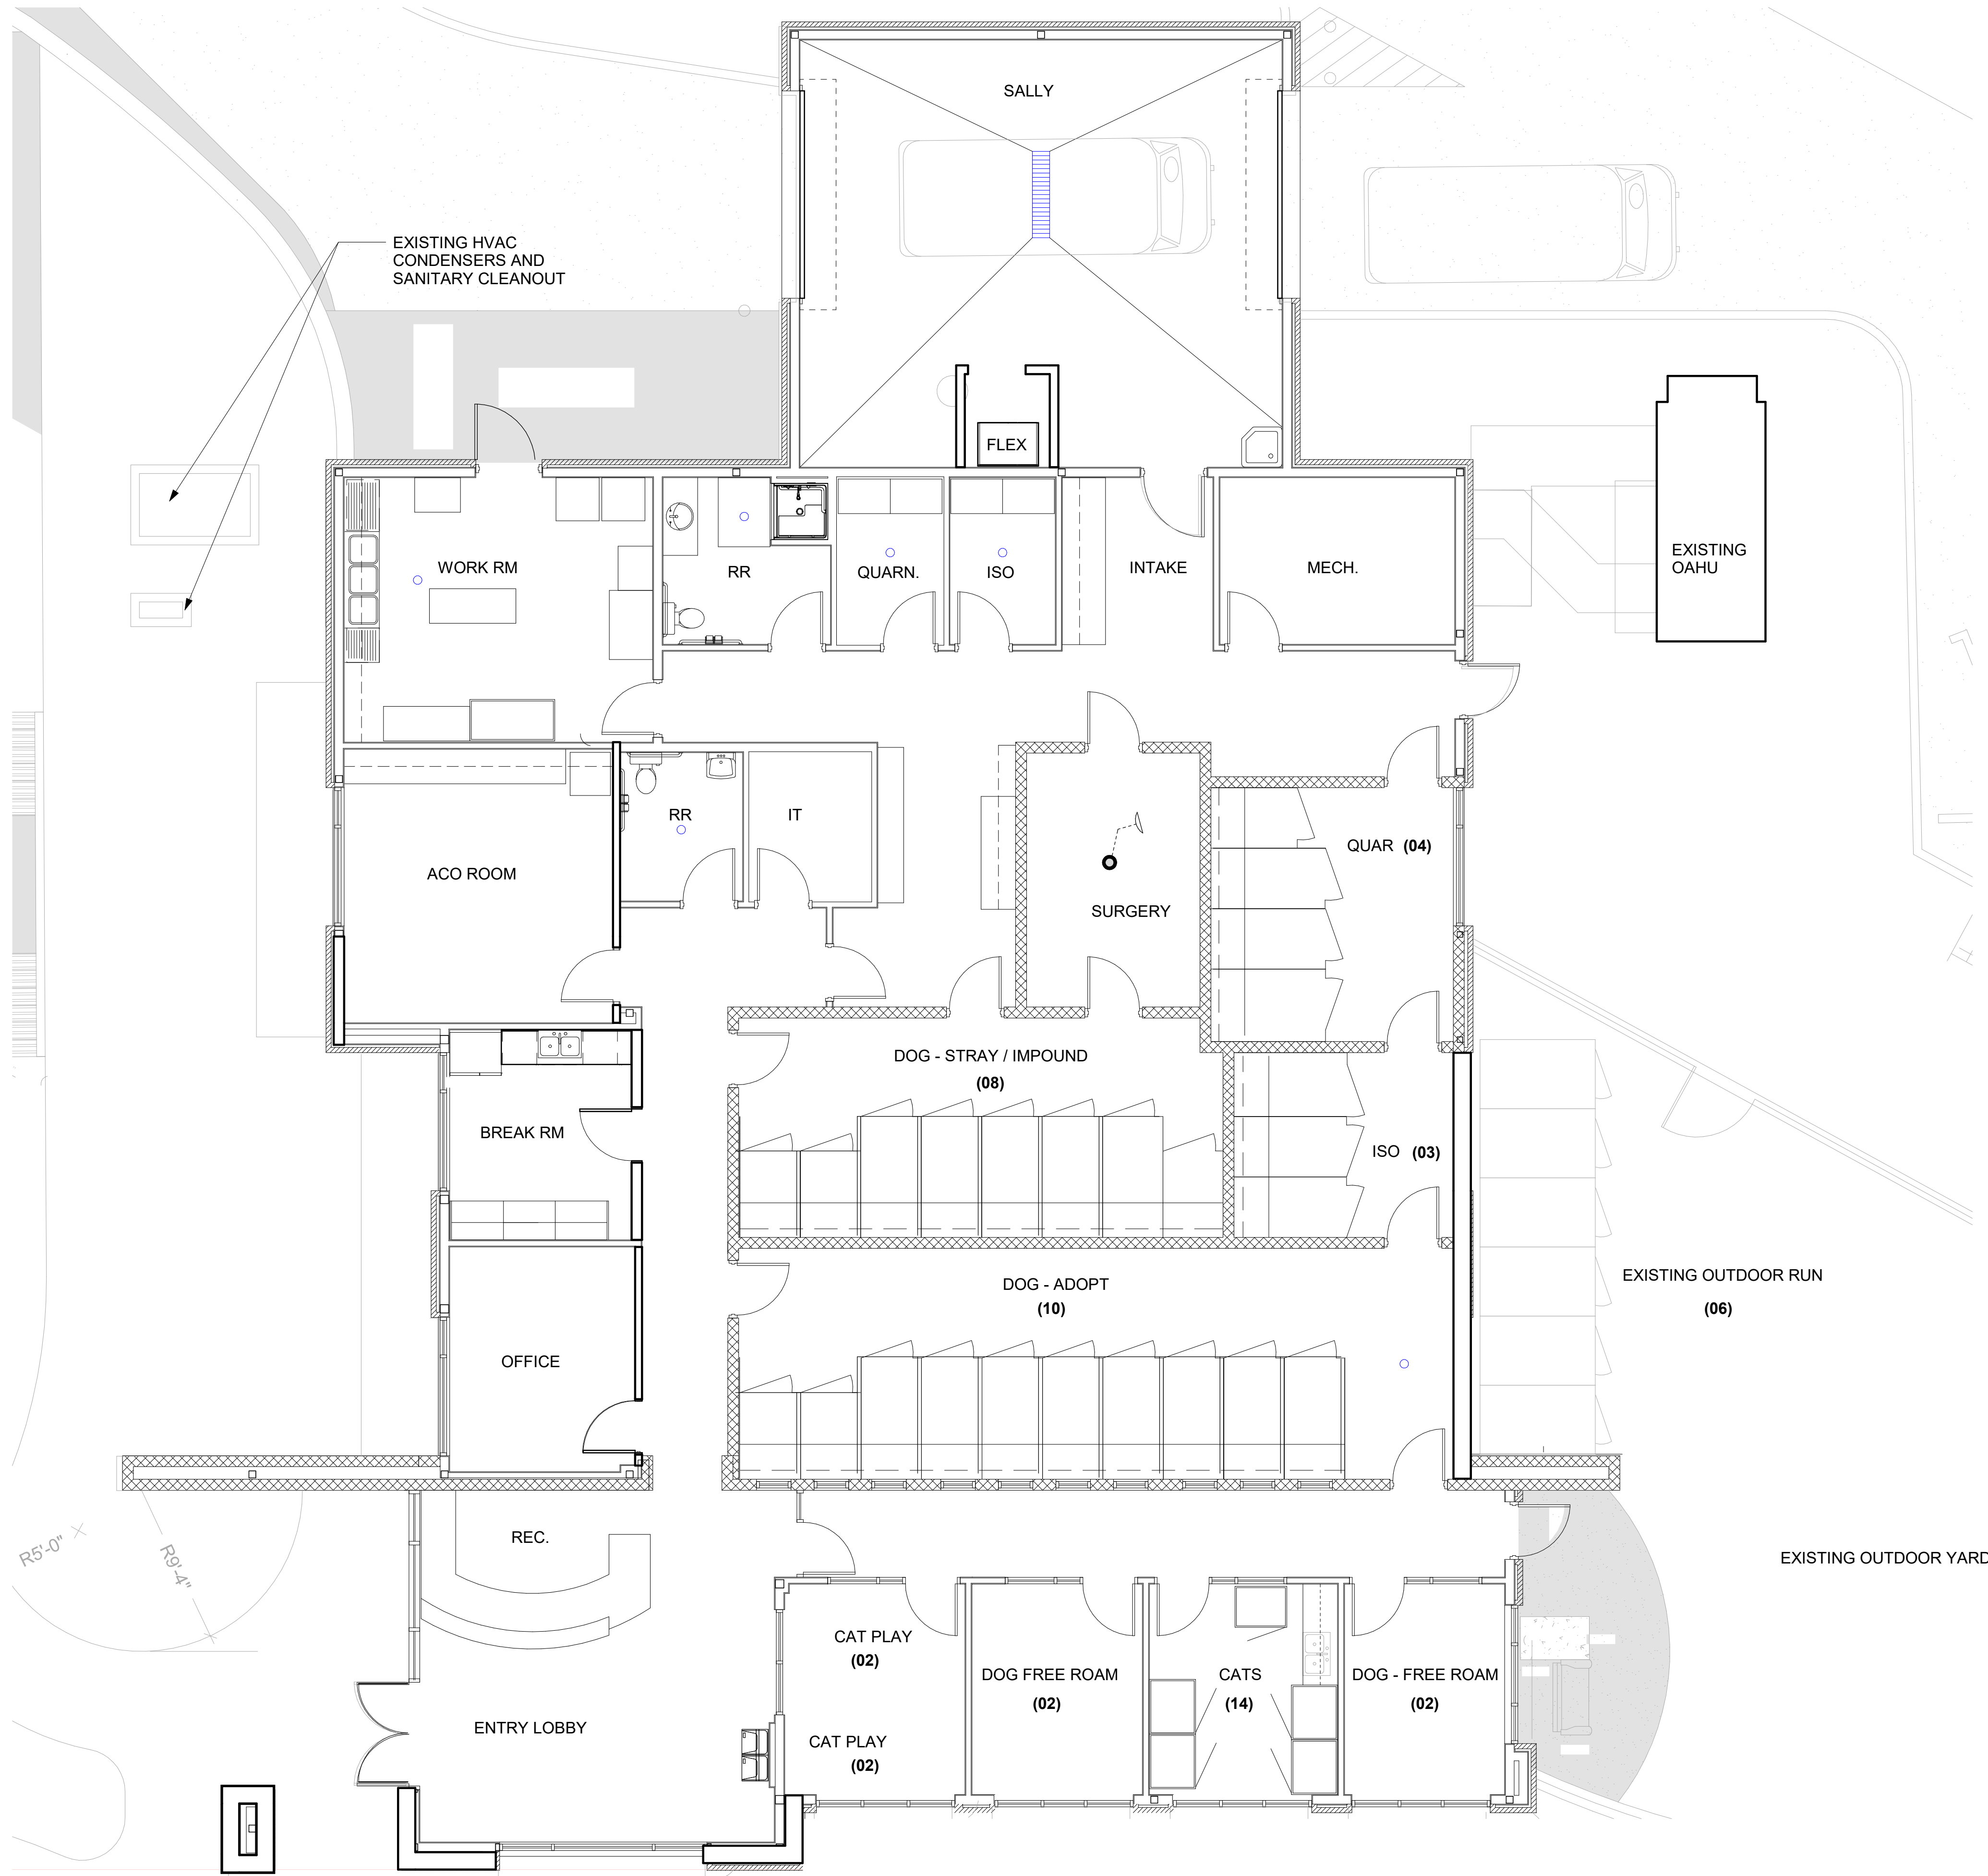 SALLY
EXISTING HVAC
CONDENSERS AND
SANITARY CLEANOUT
FLEX
WORK RM
RR
QUARN.
ISO
INTAKE
MECH.
EXISTING
OAHU
RR
IT
ACO ROOM
QUAR (04)
SURGERY
DOG - STRAY / IMPOUND
(08)
BREAK RM
ISO (03)
DOG - ADOPT
(10)
EXISTING OUTDOOR RUN
(06)
OFFICE
R5'-0"
R9'-4"
REC.
EXISTING OUTDOOR YARD
CAT PLAY
(02)
DOG FREE ROAM
(02)
CATS
(14)
DOG - FREE ROAM
(02)
ENTRY LOBBY
CAT PLAY
(02)